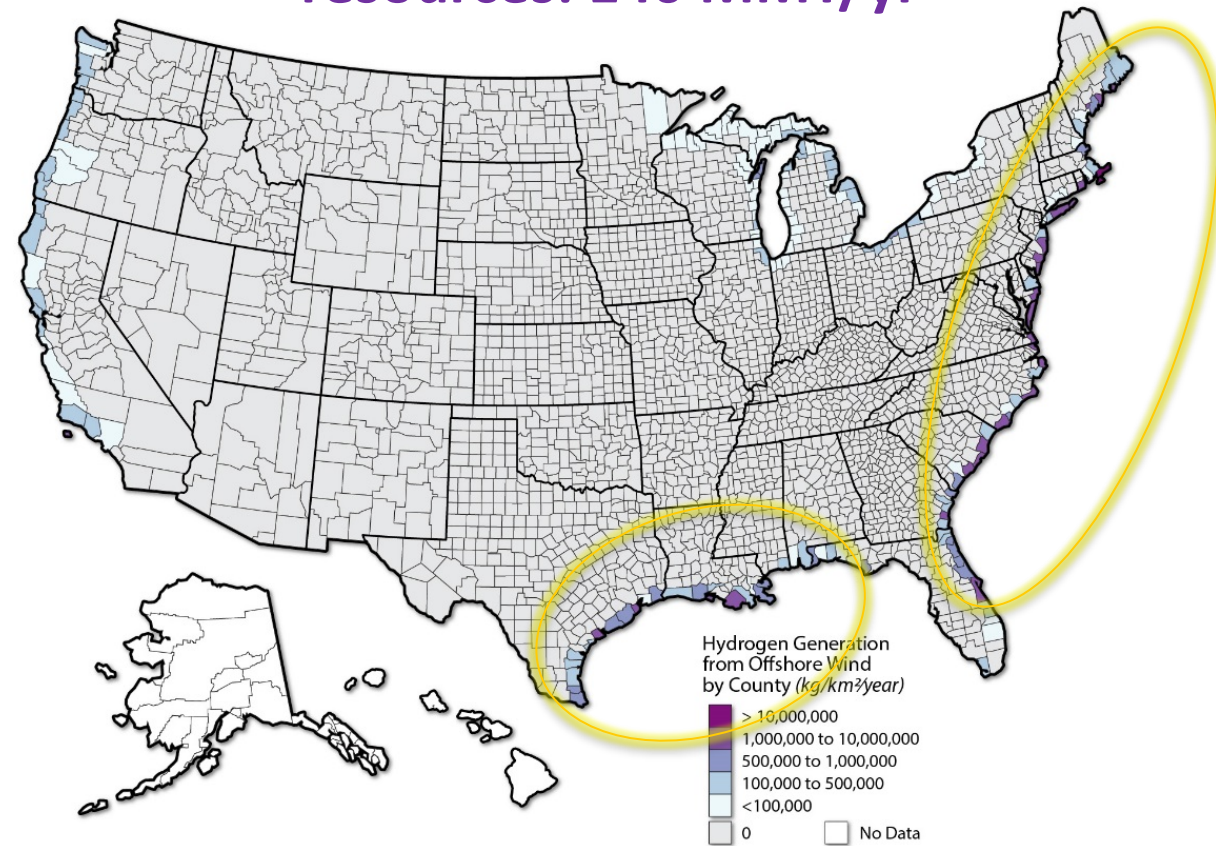 Hydrogen Generation
from Offshore Wind
by County (kg/km²/year)
> 10,000,000
1,000,000 to 10,000,000
500,000 to 1,000,000
100,000 to 500,000
<100,000
0
No Data